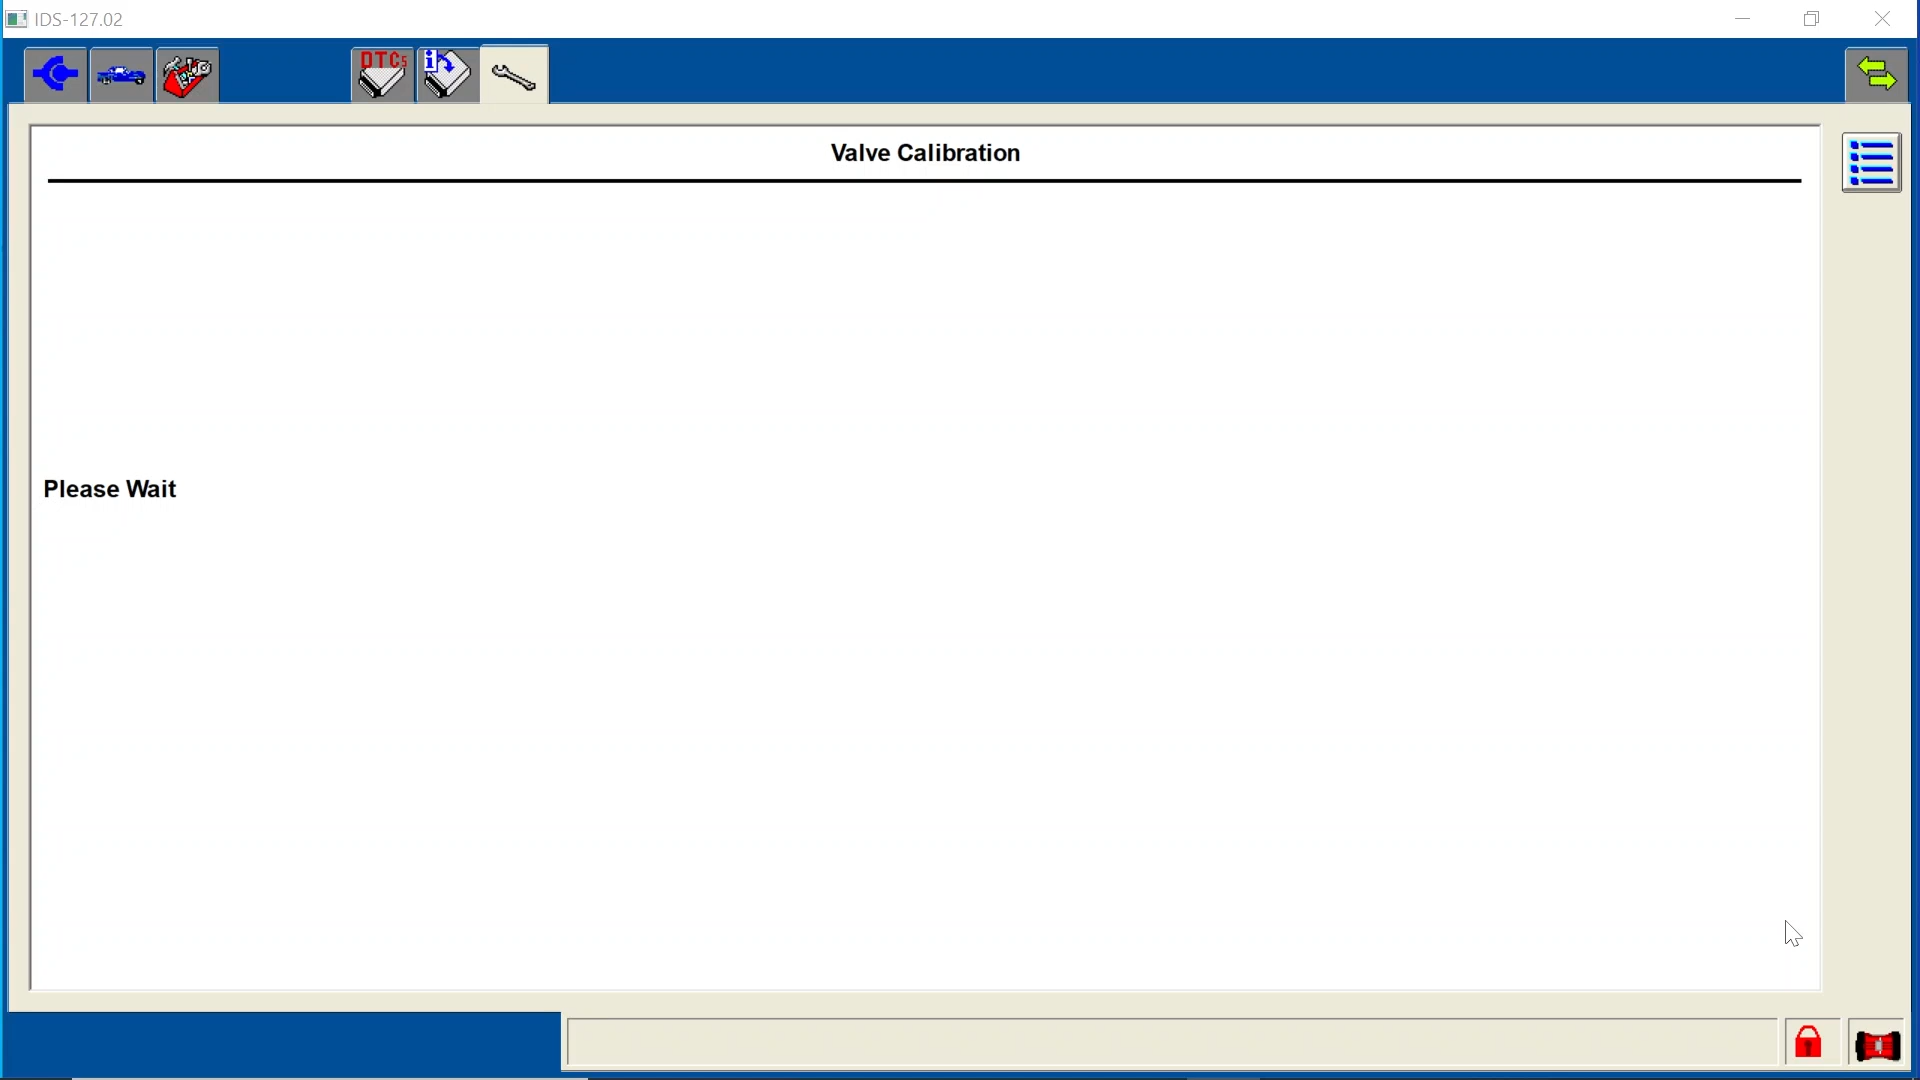 IDS-127.02
DTCs
i
Valve Calibration
Please Wait